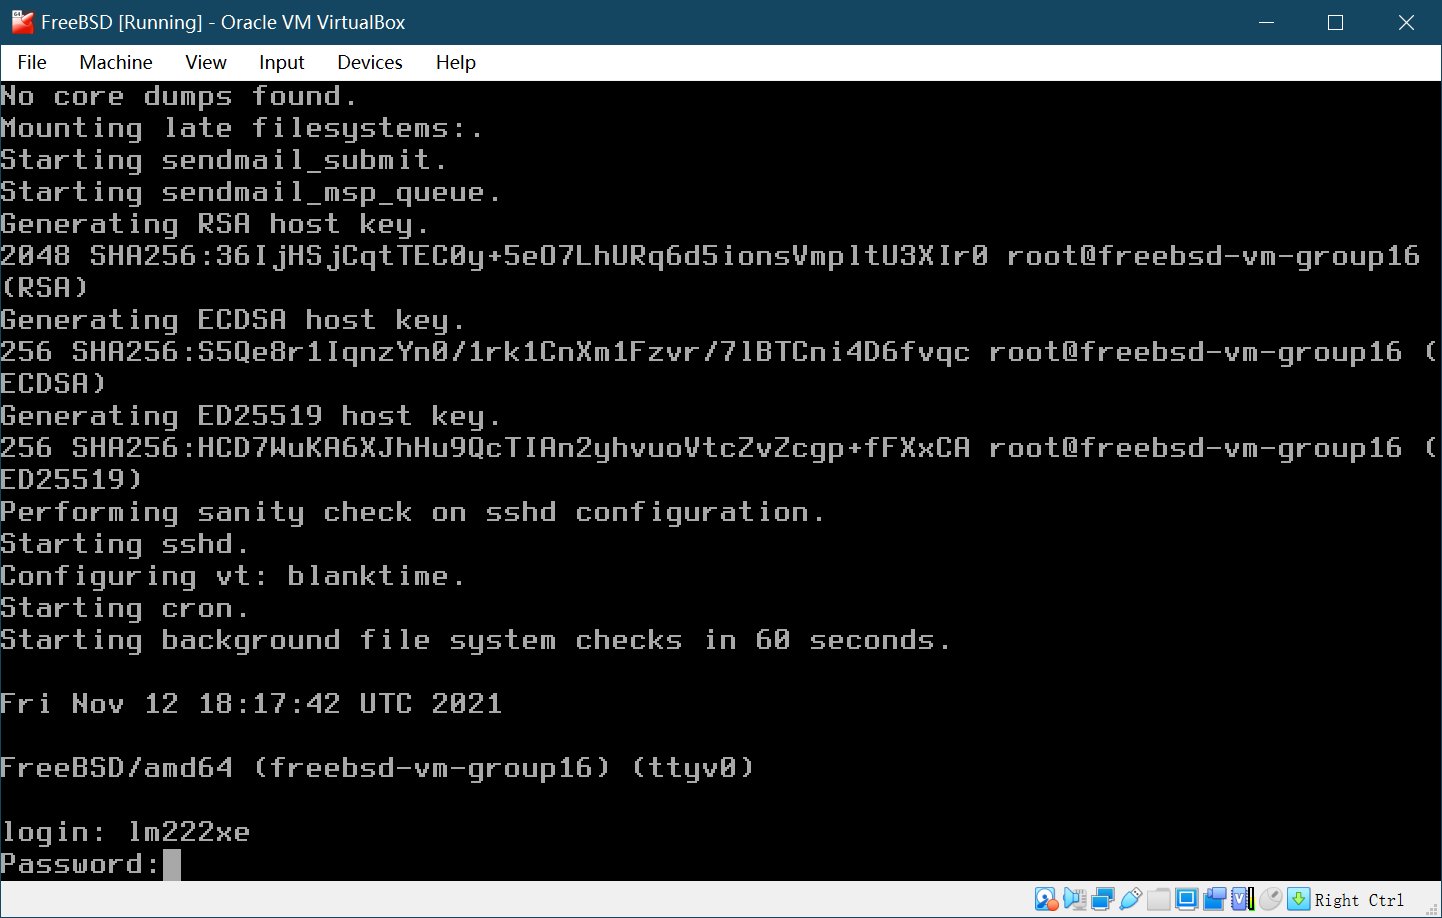 FreeBSD [Running] - Oracle VM VirtualBox
File Machine View Input Devices Help
No core dumps found.
Mounting late filesystems:.
Starting sendmail_submit.
Starting sendmail_msp_queue.
Generating RSA host key.
2048 SHA256:36IjHSjCqtTEC0y+5eO7LhURq6d5ionsVmpltU3XIr0 root@freebsd-vm-group16
(RSA)
Generating ECDSA host key.
256 SHA256:S5Qe8r1IqnzYn0/1rk1CnXm1Fzvr/7lBTCni4D6fvqc root@freebsd-vm-group16 (
ECDSA)
Generating ED25519 host key.
256 SHA256:HCD7WuKA6XJhHu9QcTIAn2yhvuoVtcZvZcgp+fFXxCA root@freebsd-vm-group16 (
ED25519)
Performing sanity check on sshd configuration.
Starting sshd.
Configuring vt: blanktime.
Starting cron.
Starting background file system checks in 60 seconds.
Fri Nov 12 18:17:42 UTC 2021
FreeBSD/amd64 (freebsd-vm-group16) (ttyv0)
login: lm222xe
Password:
Right Ctrl